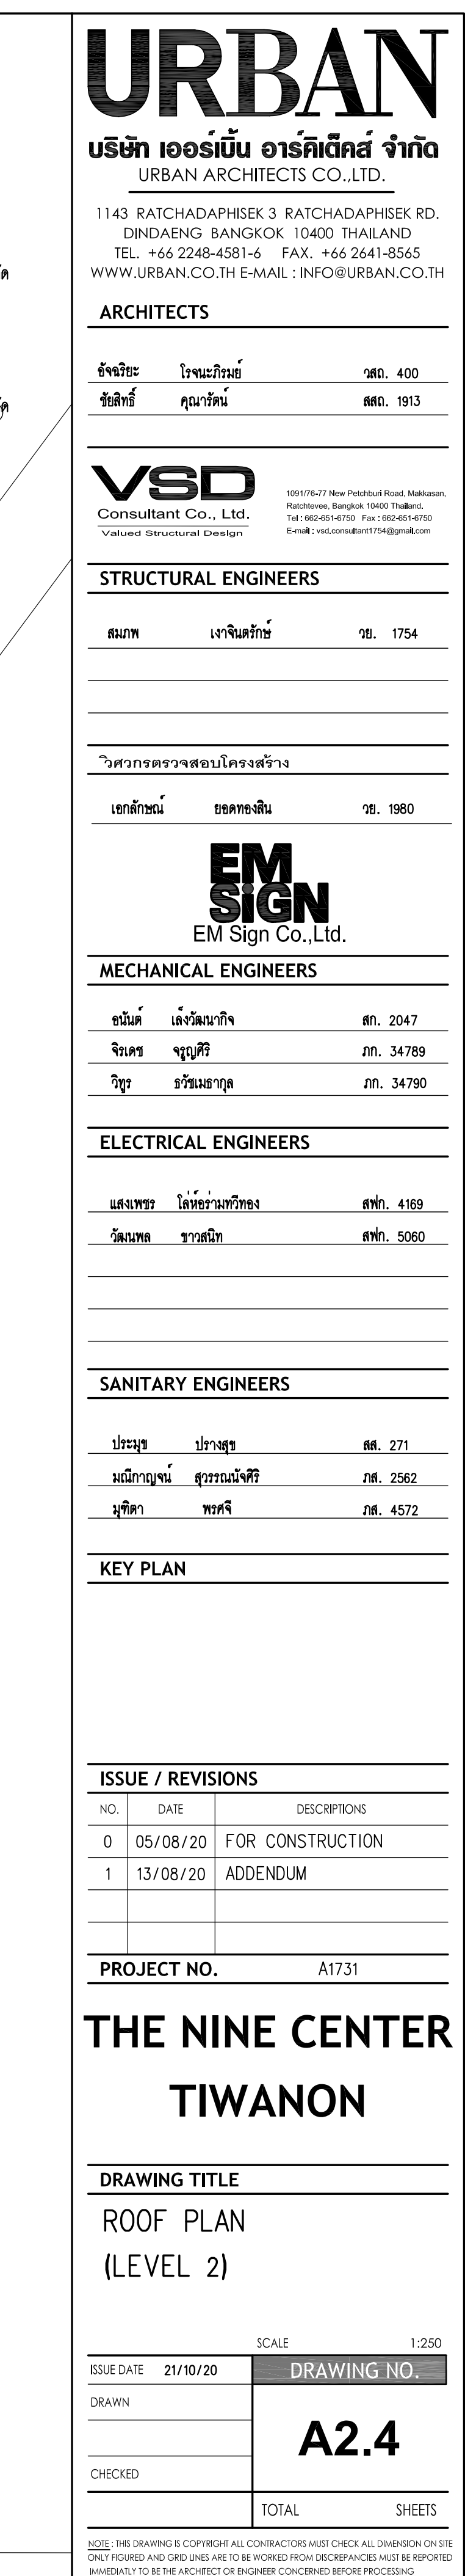 URBAN
บริษัท เออร์เบิ้น อาร์คิเต็คส์ จำกัด
URBAN ARCHITECTS CO.,LTD.
1143 RATCHADAPHISEK 3 RATCHADAPHISEK RD.
DINDAENG BANGKOK 10400 THAILAND
TEL. +66 2248-4581-6 FAX. +66 2641-8565
WWW.URBAN.CO.TH E-MAIL : INFO@URBAN.CO.TH
ARCHITECTS
อัจฉริยะ โรจนะภิรมย์ วสถ. 400
ชัยสิทธิ์ คุณารัตน์ สสถ. 1913
VSD
Consultant Co., Ltd.
Valued Structural Design
1091/76-77 New Petchburi Road, Makkasan,
Ratchtevee, Bangkok 10400 Thailand.
Tel : 662-651-6750 Fax : 662-651-6750
E-mail : vsd.consultant1754@gmail.com
STRUCTURAL ENGINEERS
สมภพ เงาจินตรักษ์ วย. 1754
วิศวกรตรวจสอบโครงสร้าง
เอกลักษณ์ ยอดทองสิน วย. 1980
EM
SIGN
EM Sign Co.,Ltd.
MECHANICAL ENGINEERS
อนันต์ เล็งวัฒนากิจ สก. 2047
จิรเดช จรูญศิริ ภก. 34789
วิทูร ธวัชเมธากุล ภก. 34790
ELECTRICAL ENGINEERS
แสงเพชร โล่ห์อร่ามทวีทอง สฟก. 4169
วัฒนพล ขาวสนิท สฟก. 5060
SANITARY ENGINEERS
ประมุข ปรางสุข สส. 271
มณีกาญจน์ สุวรรณนัจศิริ ภส. 2562
มุฑิตา พรศจี ภส. 4572
KEY PLAN
ISSUE / REVISIONS
NO. DATE DESCRIPTIONS
0 05/08/20 FOR CONSTRUCTION
1 13/08/20 ADDENDUM
PROJECT NO. A1731
THE NINE CENTER
TIWANON
DRAWING TITLE
ROOF PLAN
(LEVEL 2)
SCALE 1:250
ISSUE DATE 21/10/20 DRAWING NO.
DRAWN
A2.4
CHECKED
TOTAL SHEETS
NOTE : THIS DRAWING IS COPYRIGHT ALL CONTRACTORS MUST CHECK ALL DIMENSION ON SITE
ONLY FIGURED AND GRID LINES ARE TO BE WORKED FROM DISCREPANCIES MUST BE REPORTED
IMMEDIATLY TO BE THE ARCHITECT OR ENGINEER CONCERNED BEFORE PROCESSING